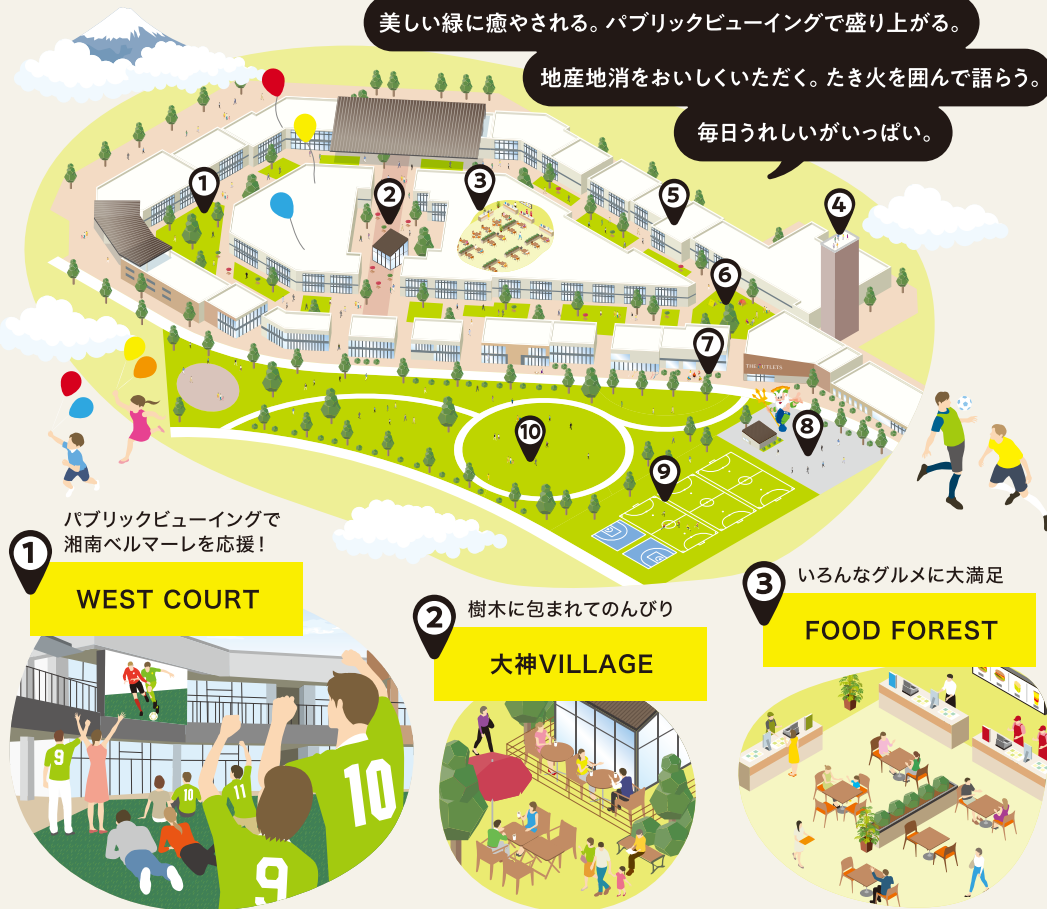 美しい緑に癒やされる。パブリックビューイングで盛り上がる。
地産地消をおいしくいただく。たき火を囲んで語らう。
毎日うれしいがいっぱい。
1
2
3
4
5
6
7
THE OUTLETS
8
9
10
1
パブリックビューイングで
湘南ベルマーレを応援！
WEST COURT
2
樹木に包まれてのんびり
大神VILLAGE
3
いろんなグルメに大満足
FOOD FOREST
9
10
11
10
9